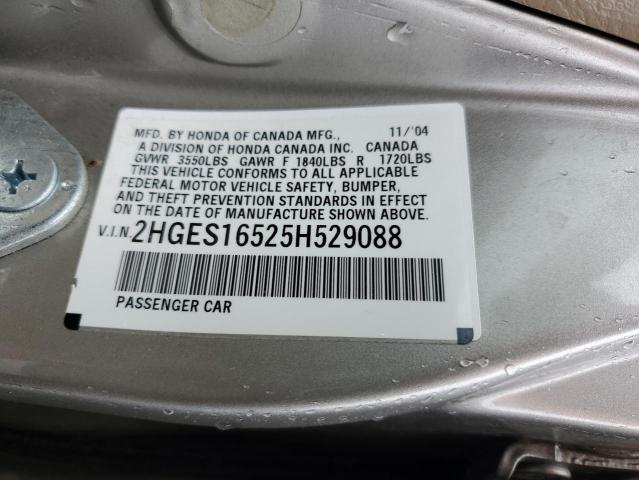 MFD. BY HONDA OF CANADA MFG., 11/'04
A DIVISION OF HONDA CANADA INC. CANADA
GVWR 3550LBS GAWR F 1840LBS R 1720LBS
THIS VEHICLE CONFORMS TO ALL APPLICABLE
FEDERAL MOTOR VEHICLE SAFETY, BUMPER,
AND THEFT PREVENTION STANDARDS IN EFFECT
ON THE DATE OF MANUFACTURE SHOWN ABOVE.
V.I.N. 2HGES16525H529088
PASSENGER CAR